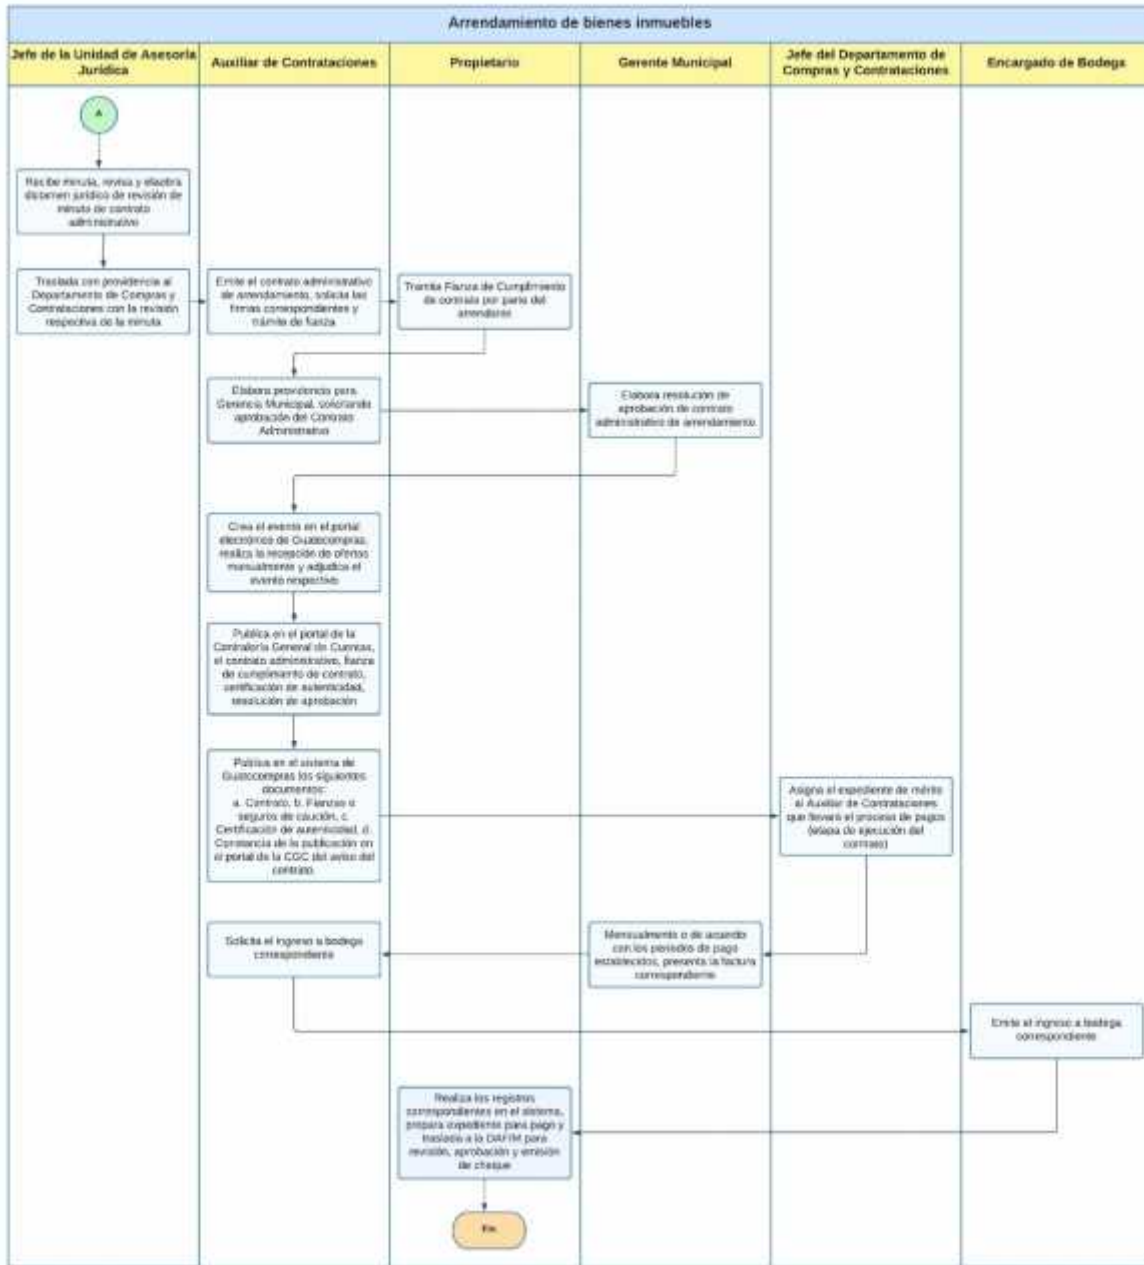 Arrendamiento de bienes inmuebles
Jefe de la Unidad de Asesoría
Jurídica
Auxiliar de Contrataciones
Propietario
Gerente Municipal
Jefe del Departamento de
Compras y Contrataciones
Encargado de Bodega
A
Recibe minuta, revisa y elabora
dictamen jurídico de revisión de
minuta de contrato
administrativo
Traslada con providencia al
Departamento de Compras y
Contrataciones con la revisión
respectiva de la minuta
Emite el contrato administrativo
de arrendamiento, solicita las
firmas correspondientes y
trámite de fianza
Tramita Fianza de Cumplimiento
de contrato por parte del
arrendante
Elabora providencia para
Gerencia Municipal, solicitando
aprobación del Contrato
Administrativo
Elabora resolución de
aprobación de contrato
administrativo de arrendamiento
Crea el evento en el portal
electrónico de Guatecompras,
realiza la recepción de ofertas
manualmente y adjudica el
evento respectivo
Publica en el portal de la
Contraloría General de Cuentas,
el contrato administrativo, fianza
de cumplimiento de contrato,
certificación de autenticidad,
resolución de aprobación
Publica en el sistema de
Guatecompras los siguientes
documentos:
a. Contrato, b. Fianzas o
seguros de caución, c.
Certificación de autenticidad, d.
Constancia de la publicación en
el portal de la CGC del aviso del
contrato
Asigna el expediente de mérito
al Auxiliar de Contrataciones
que llevará el proceso de pagos
(etapa de ejecución del
contrato)
Mensualmente o de acuerdo
con los periodos de pago
establecidos, presenta la factura
correspondiente
Solicita el ingreso a bodega
correspondiente
Emite el ingreso a bodega
correspondiente
Realiza los registros
correspondientes en el sistema,
prepara expediente para pago y
traslada a la DAFIM para
revisión, aprobación y emisión
de cheque
Fin